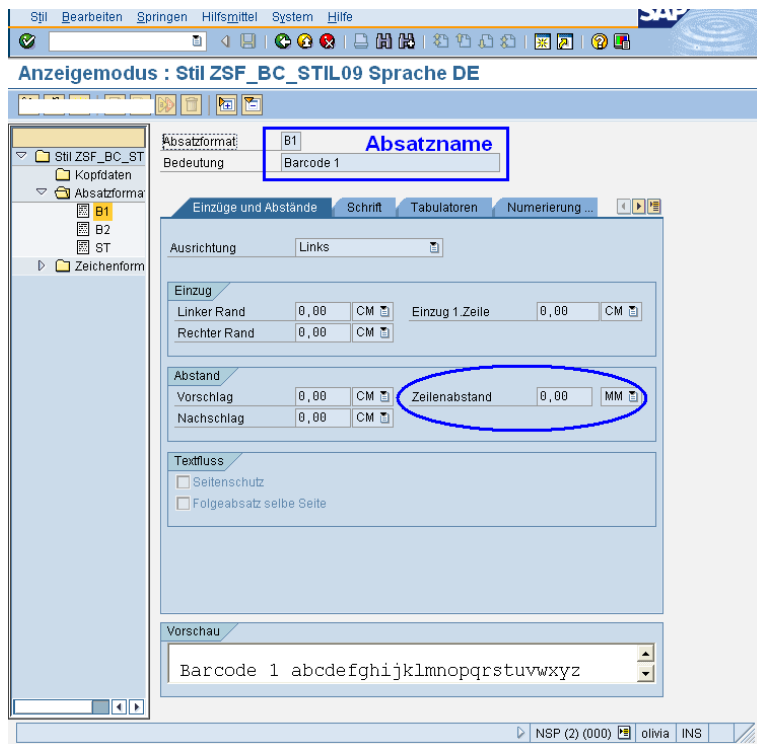 Stil Bearbeiten Springen Hilfsmittel System Hilfe
SAP
Anzeigemodus : Stil ZSF_BC_STIL09 Sprache DE
Absatzformat B1 Absatzname
Bedeutung Barcode 1
Stil ZSF_BC_ST
Kopfdaten
Absatzforma
B1
B2
ST
Zeichenform
Einzüge und Abstände Schrift Tabulatoren Numerierung ...
Ausrichtung Links
Einzug
Linker Rand 0,00 CM Einzug 1.Zeile 0,00 CM
Rechter Rand 0,00 CM
Abstand
Vorschlag 0,00 CM Zeilenabstand 0,00 MM
Nachschlag 0,00 CM
Textfluss
Seitenschutz
Folgeabsatz selbe Seite
Vorschau
Barcode 1 abcdefghijklmnopqrstuvwxyz
NSP (2) (000) olivia INS